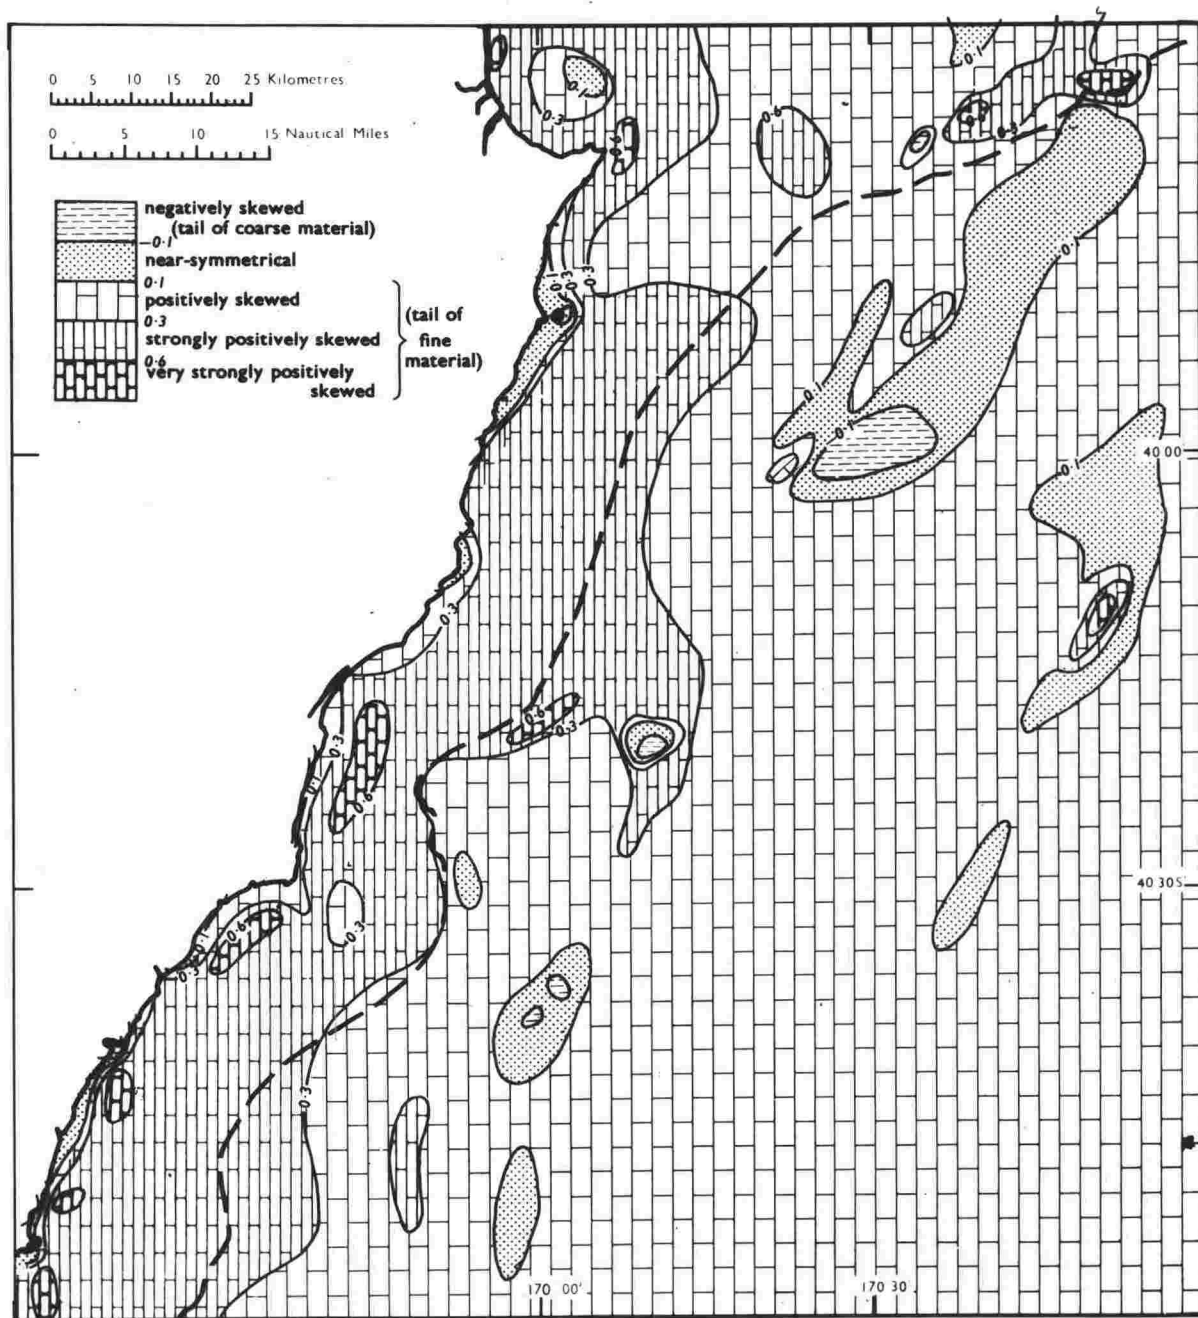 0 5 10 15 20 25 Kilometres
0 5 10 15 Nautical Miles
negatively skewed
(tail of coarse material)
-0·1
near-symmetrical
0·1
positively skewed
0·3
strongly positively skewed
0·6
very strongly positively
skewed
(tail of
fine
material)
0·1
0·3
0·6
0·6
0·1
0·6
0·3
0·1
0·1
0·3
0·3
0·1
0·1
0·1
40 00
0·3
0·6
0·3
0·3
0·1
0·6
40 30S
0·3
0·1
0·6
0·3
0·3
170 00'
170 30